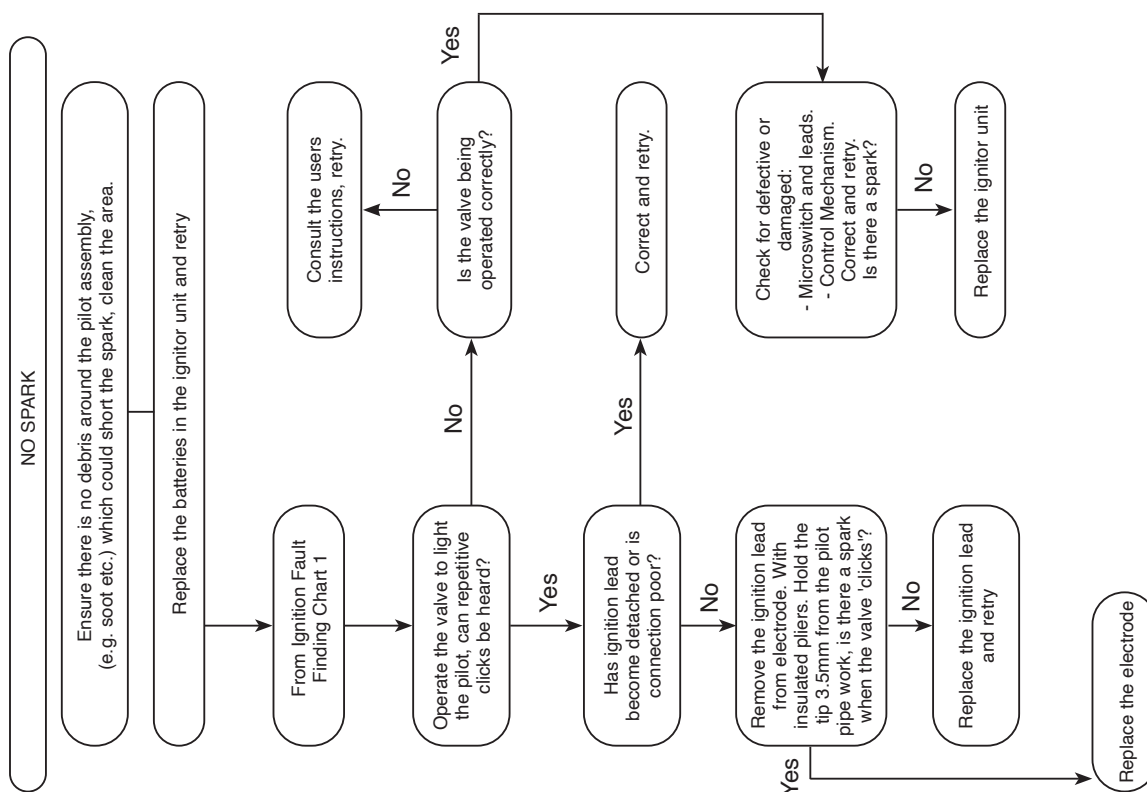 NO SPARK
Ensure there is no debris around the pilot assembly,
(e.g. soot etc.) which could short the spark, clean the area.
Replace the batteries in the ignitor unit and retry
From Ignition Fault
Finding Chart 1
Operate the valve to light
the pilot, can repetitive
clicks be heard?
No
Is the valve being
operated correctly?
No
Consult the users
instructions, retry.
Yes
Check for defective or
damaged:
- Microswitch and leads.
- Control Mechanism.
Correct and retry.
Is there a spark?
No
Replace the ignitor unit
Yes
Has ignition lead
become detached or is
connection poor?
Yes
Correct and retry.
No
Remove the ignition lead
from electrode. With
insulated pliers. Hold the
tip 3.5mm from the pilot
pipe work, is there a spark
when the valve 'clicks'?
No
Replace the ignition lead
and retry
Yes
Replace the electrode